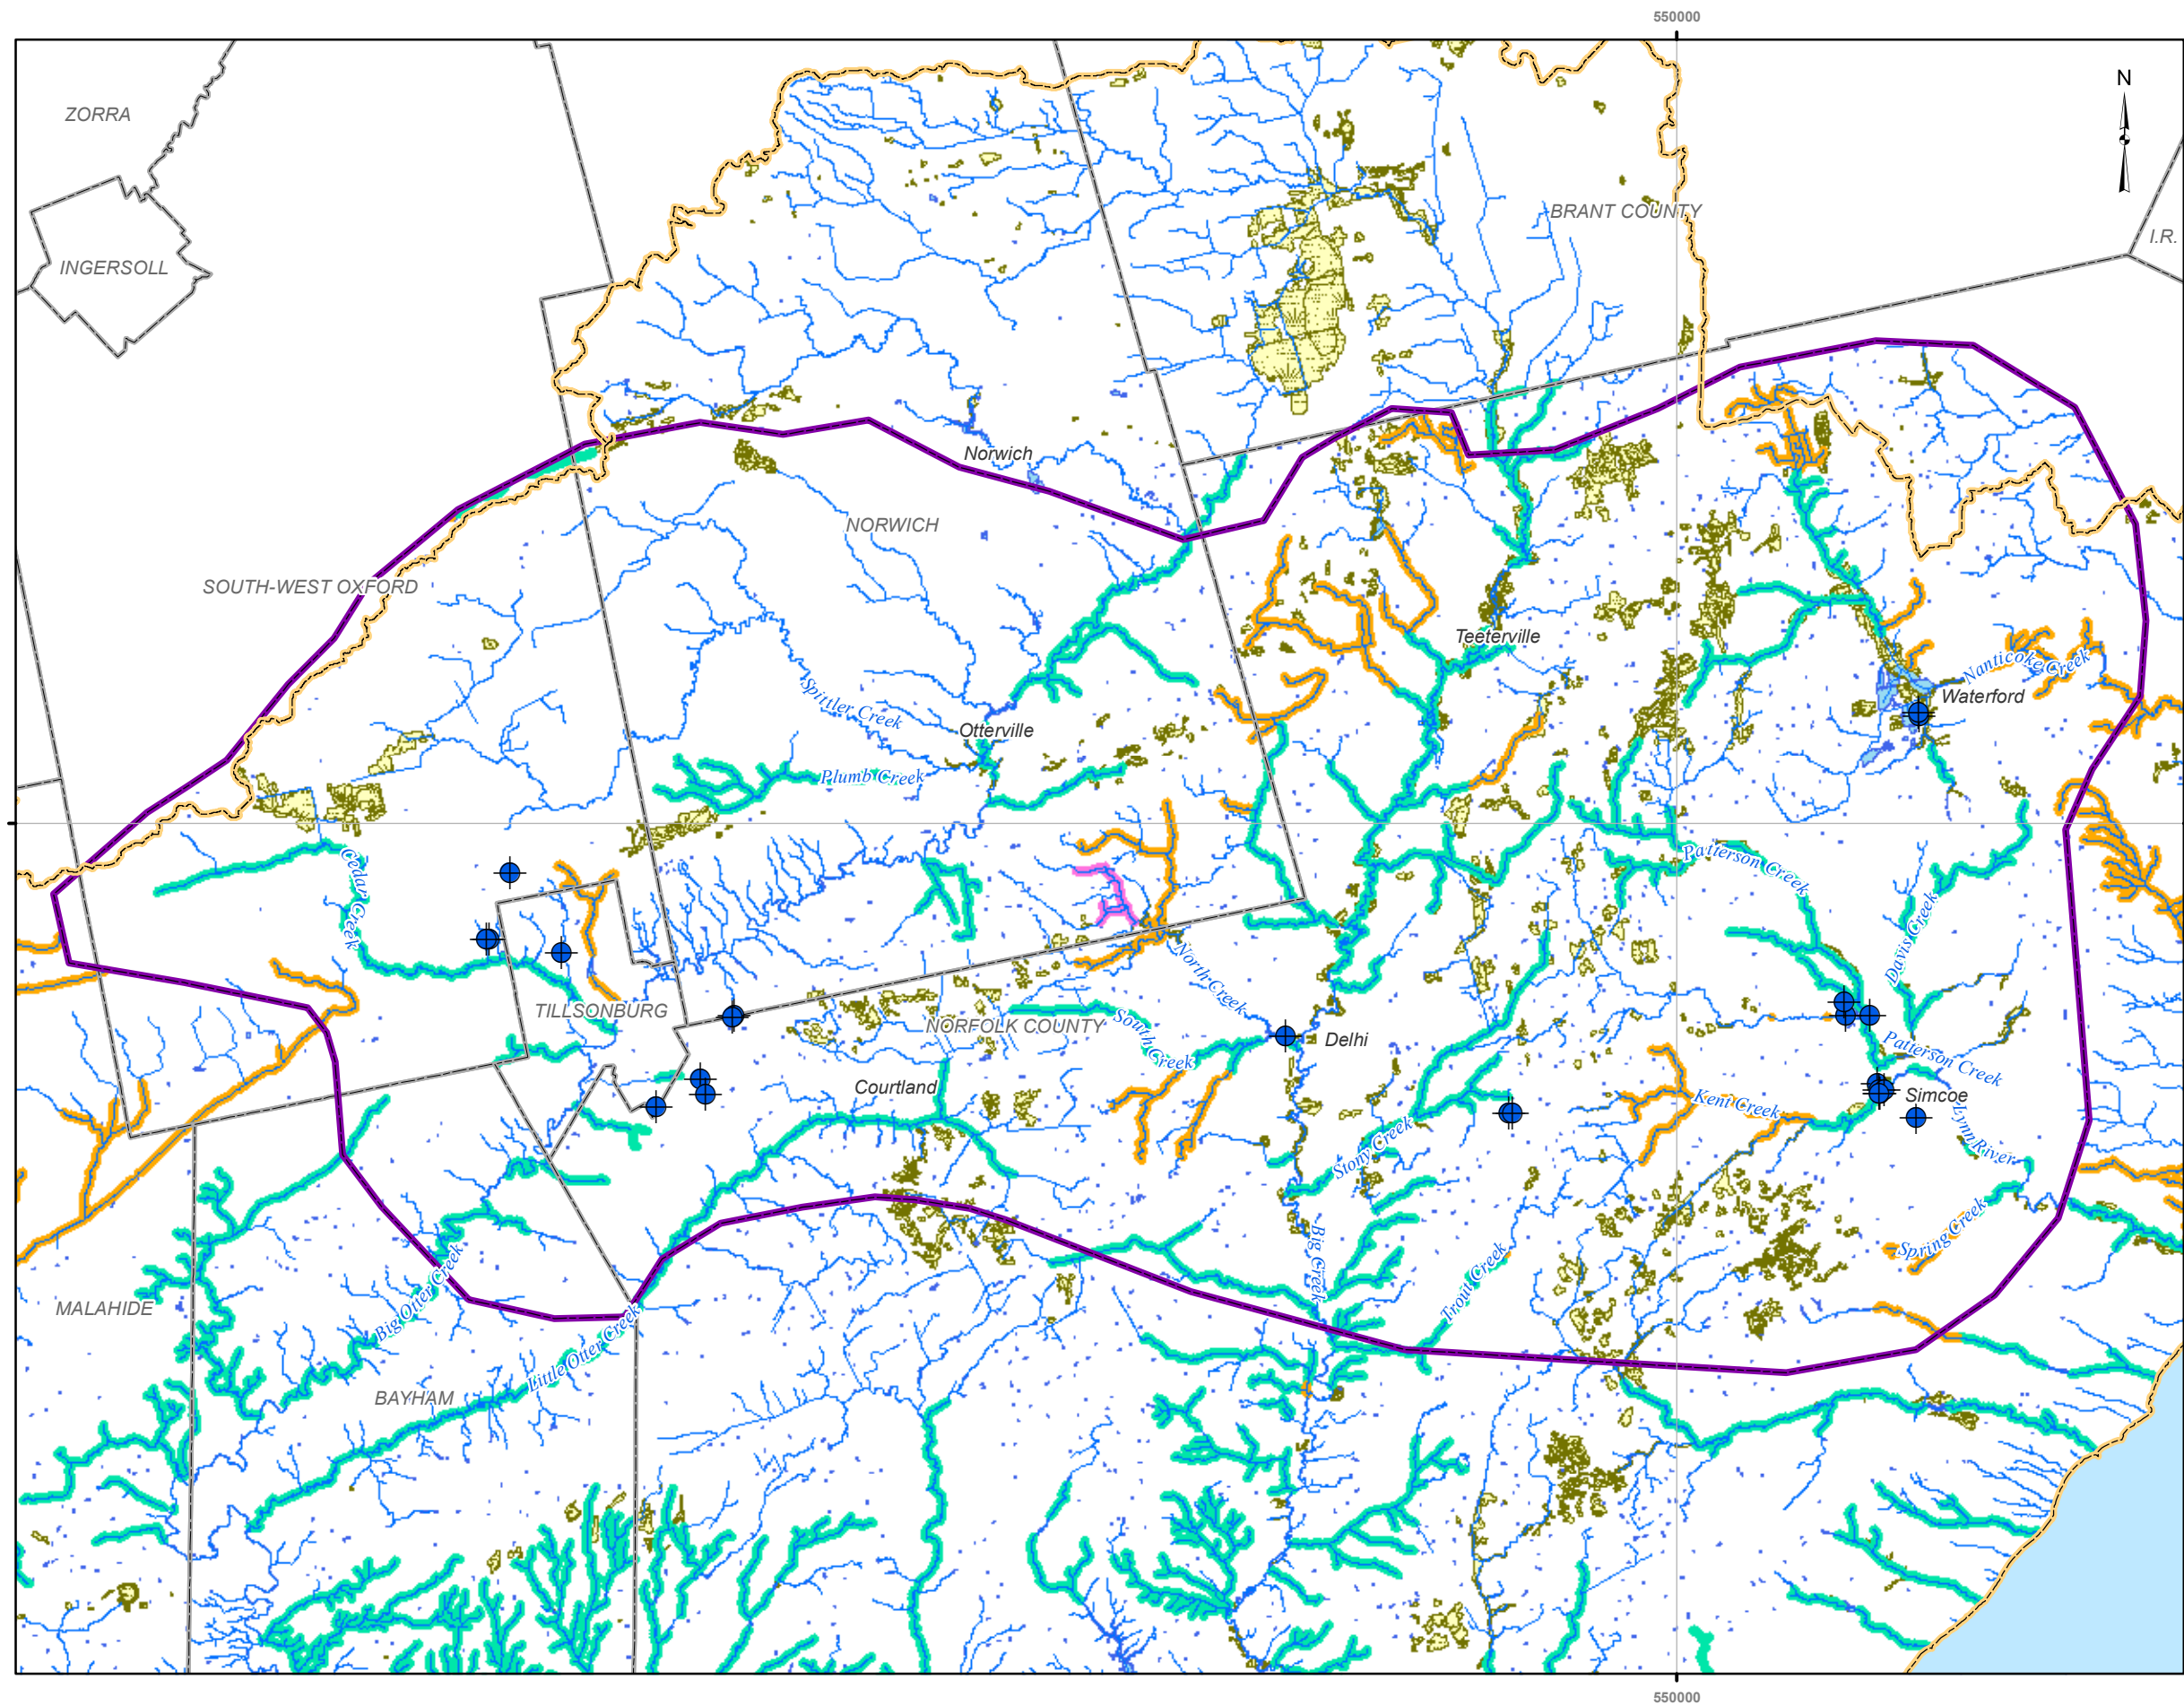 550000
N
ZORRA
BRANT COUNTY
I.R.
INGERSOLL
Norwich
NORWICH
SOUTH-WEST OXFORD
Teeterville
Nanticoke Creek
Waterford
Spittler Creek
Otterville
Plumb Creek
Patterson Creek
Cedar Creek
Davis Creek
North Creek
TILLSONBURG
NORFOLK COUNTY
South Creek
Delhi
Patterson Creek
Courtland
Kent Creek
Simcoe
Lynn River
Stony Creek
Spring Creek
Big Creek
Trout Creek
Big Otter Creek
MALAHIDE
Little Otter Creek
BAYHAM
550000